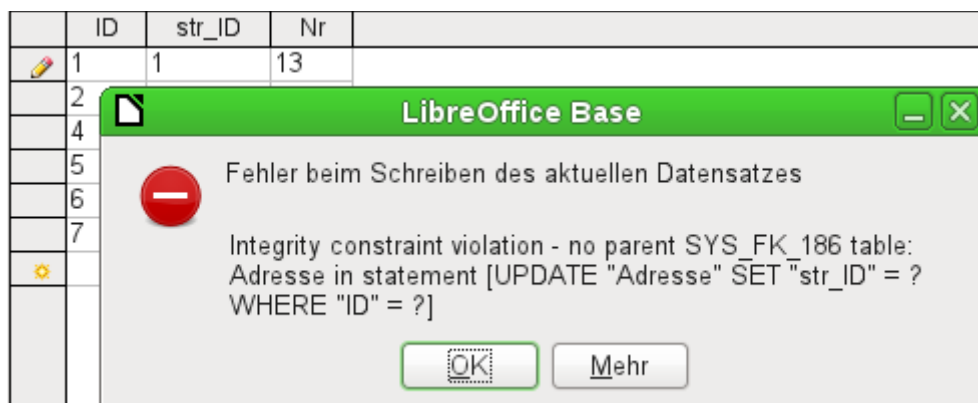 ID str_ID Nr
1 1 13
2
4
5
6
7
LibreOffice Base
Fehler beim Schreiben des aktuellen Datensatzes
Integrity constraint violation - no parent SYS_FK_186 table:
Adresse in statement [UPDATE "Adresse" SET "str_ID" = ?
WHERE "ID" = ?]
OK Mehr